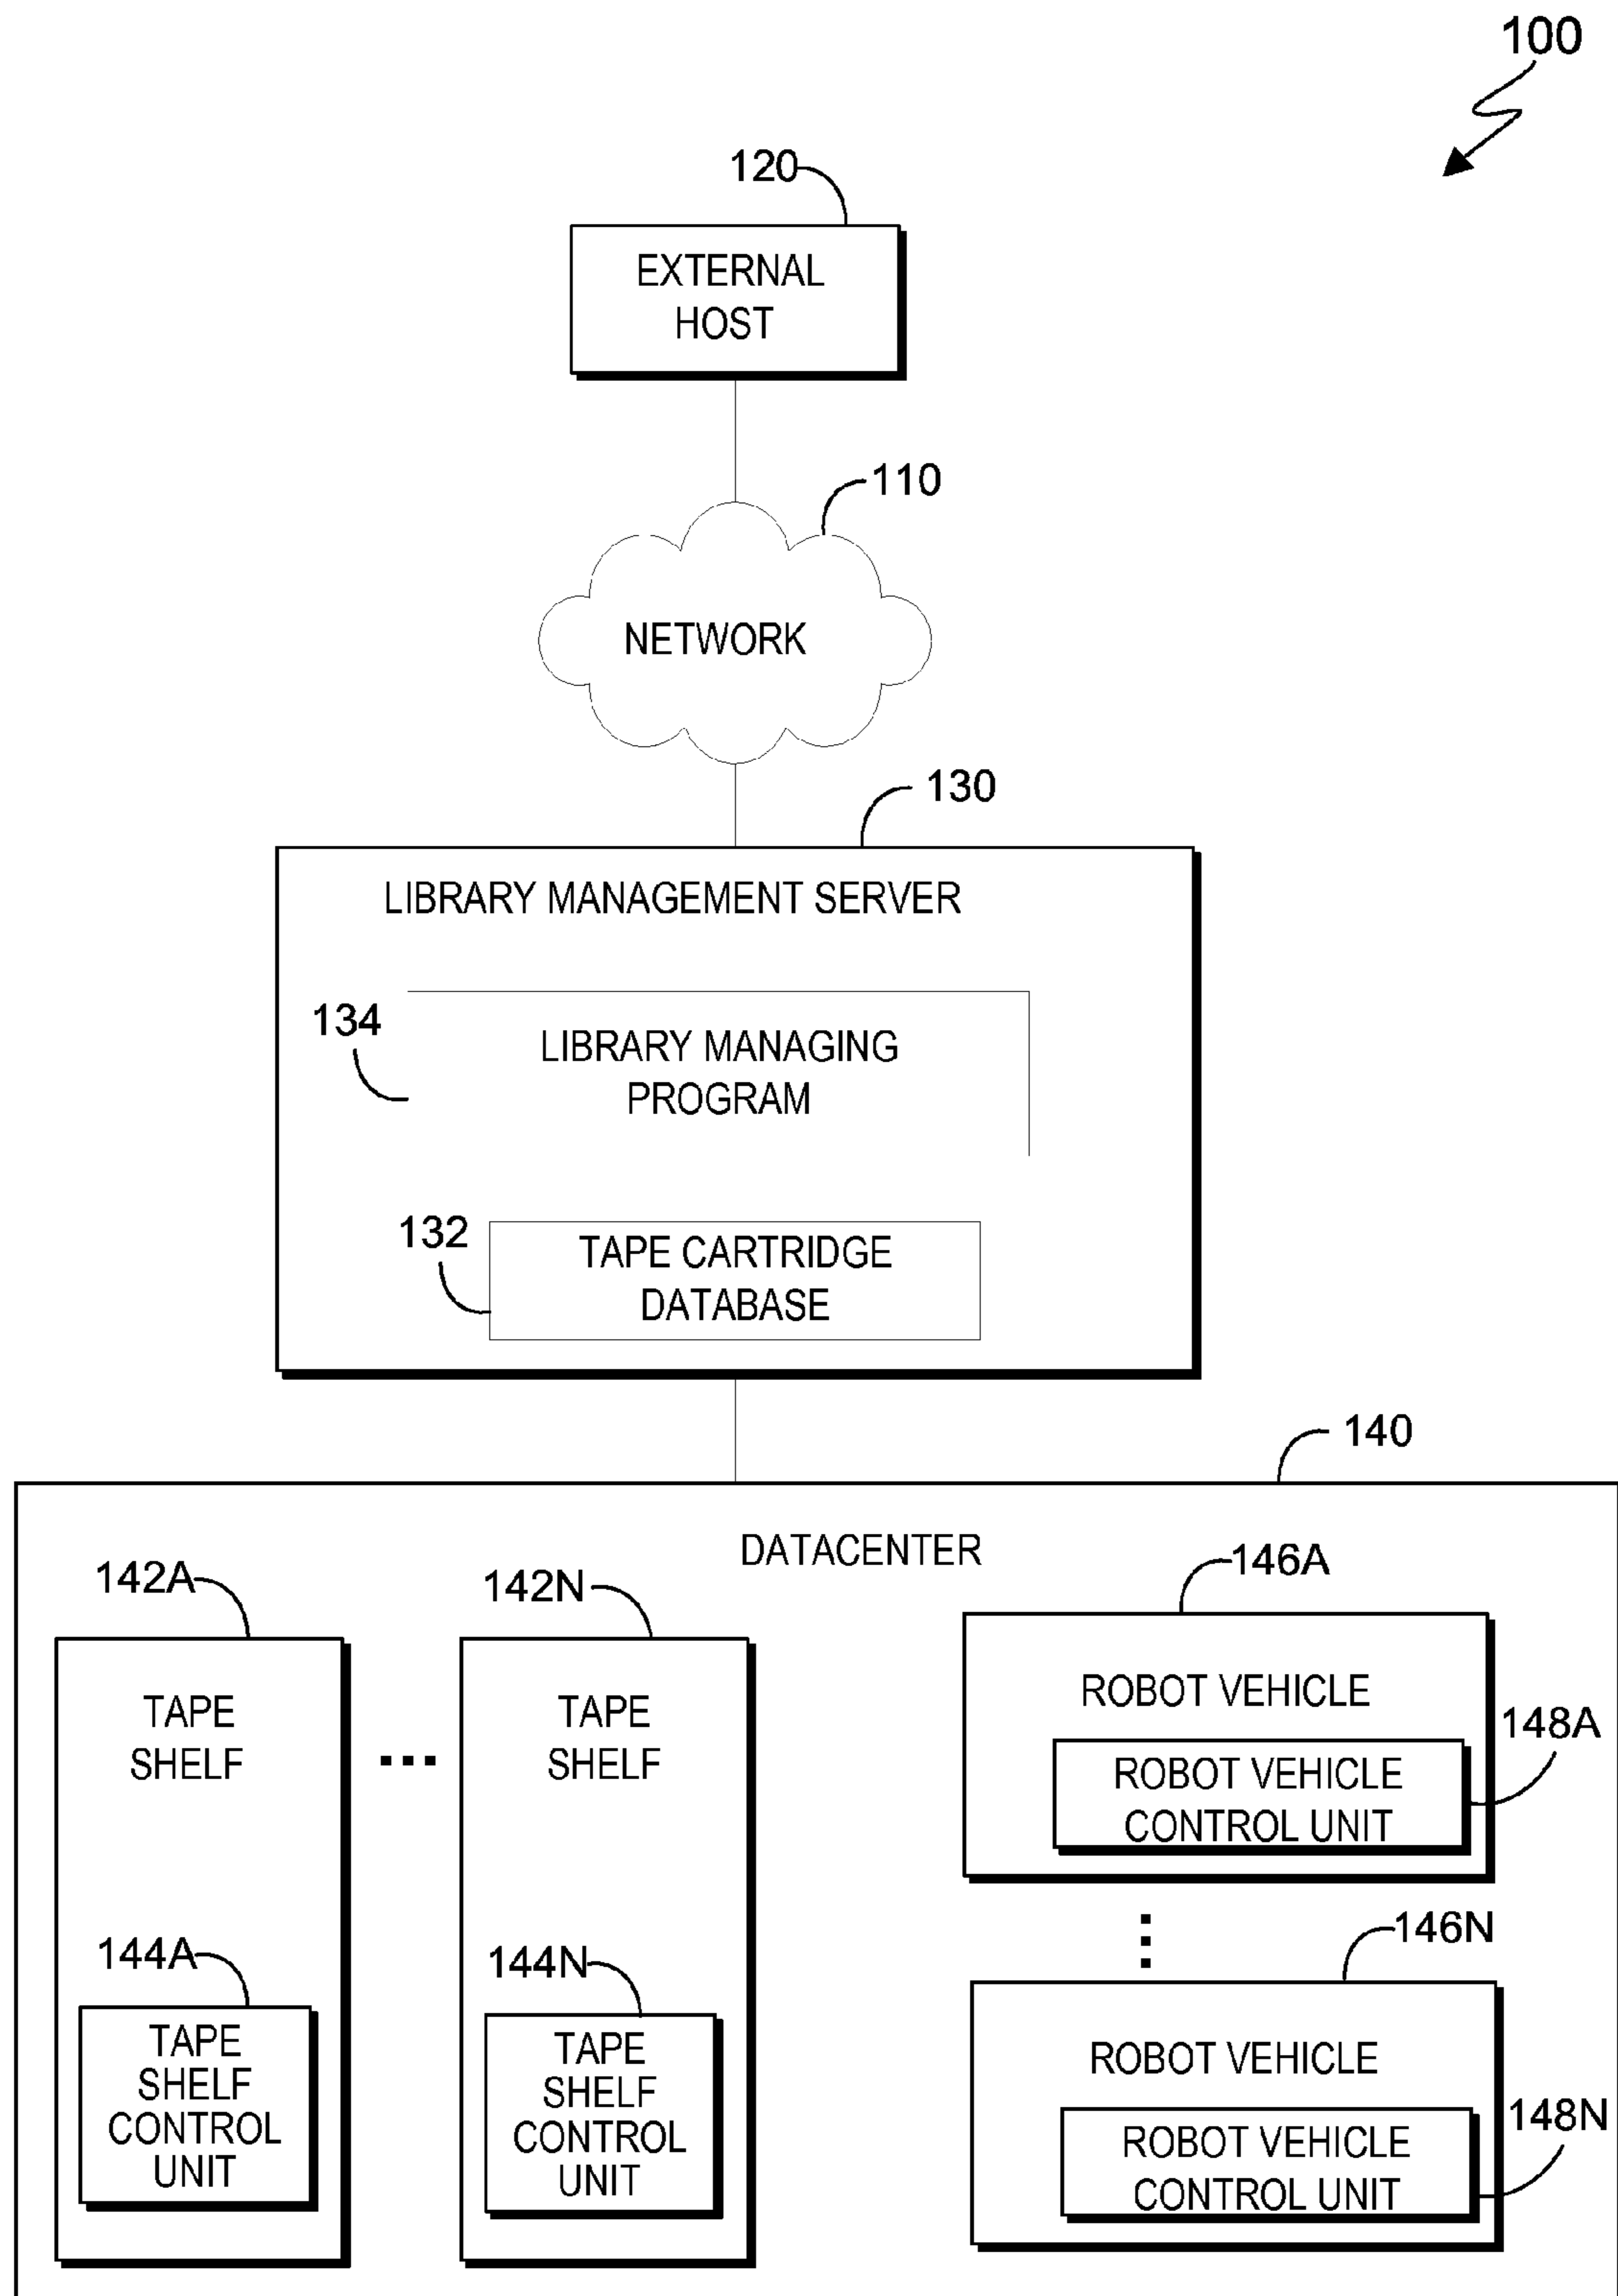 100
120
EXTERNAL
HOST
110
NETWORK
130
LIBRARY MANAGEMENT SERVER
134
LIBRARY MANAGING
PROGRAM
132
TAPE CARTRIDGE
DATABASE
140
DATACENTER
142A
TAPE
SHELF
144A
TAPE
SHELF
CONTROL
UNIT
...
142N
TAPE
SHELF
144N
TAPE
SHELF
CONTROL
UNIT
146A
ROBOT VEHICLE
148A
ROBOT VEHICLE
CONTROL UNIT
...
146N
ROBOT VEHICLE
148N
ROBOT VEHICLE
CONTROL UNIT